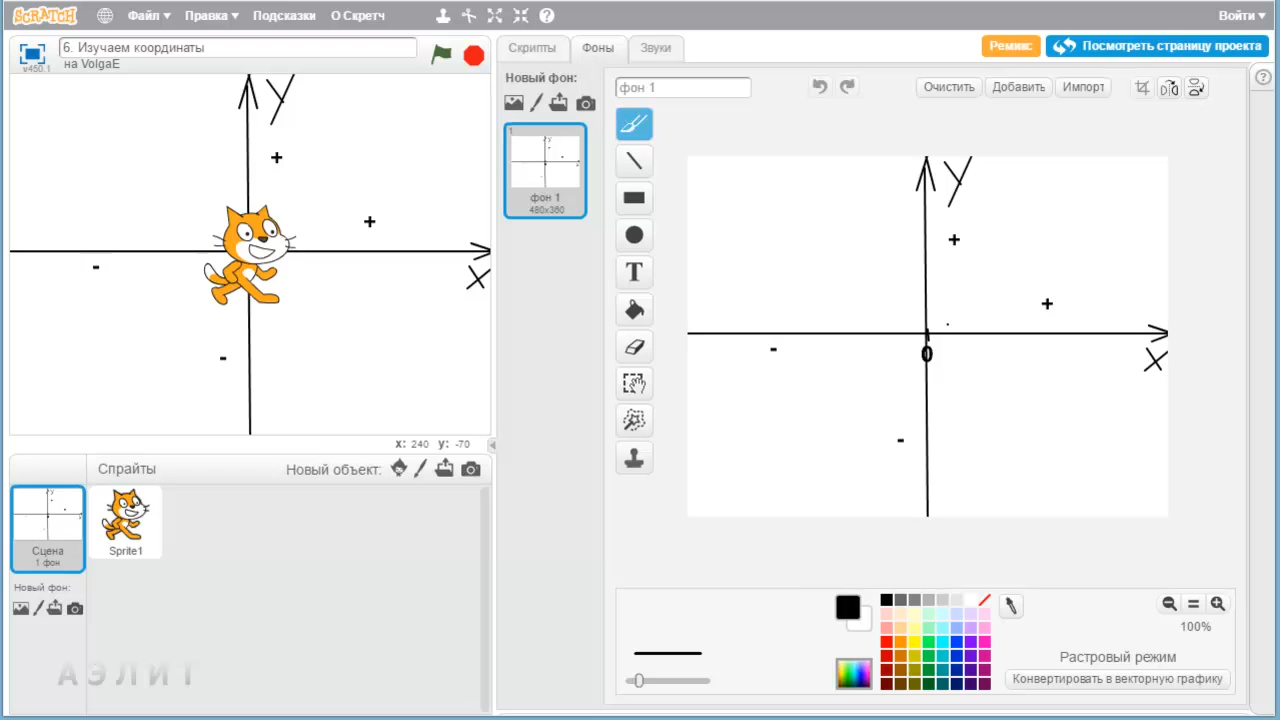 SCRATCH Файл Правка Подсказки О Скретч Войти
6. Изучаем координаты
на VolgaE
v450.1
Скрипты Фоны Звуки
Ремикс Посмотреть страницу проекта
Новый фон:
фон 1
Очистить Добавить Импорт
1
фон 1
480x360
y
+
+
-
x
-
y
+
+
-
0
x
-
T
x: 240 y: -70
Спрайты Новый объект:
Сцена
1 фон
Sprite1
Новый фон:
АЭЛИТ
100%
Растровый режим
Конвертировать в векторную графику